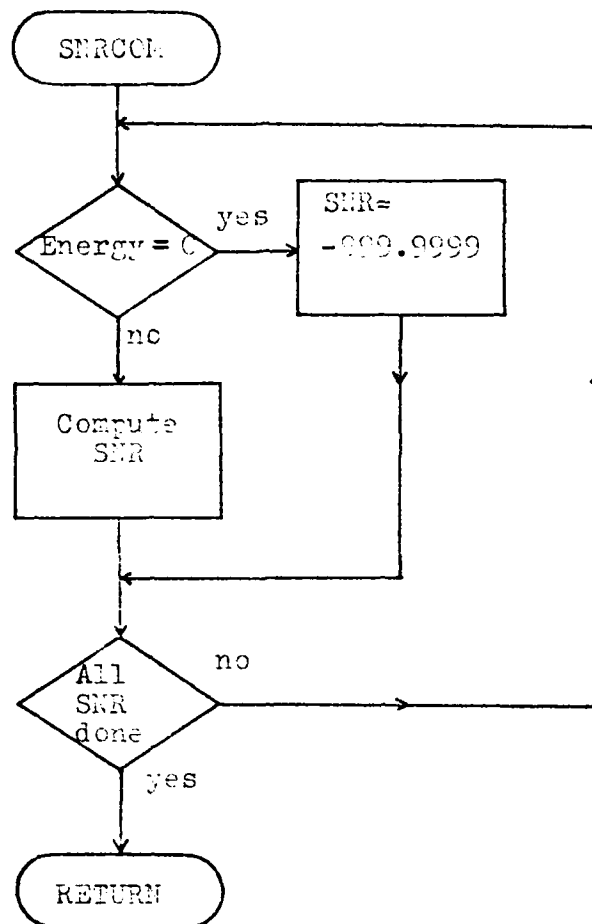 SNRCOM
yes
SNR=
-999.9999
Energy = 0
no
Compute
SNR
no
All
SNR
done
yes
RETURN